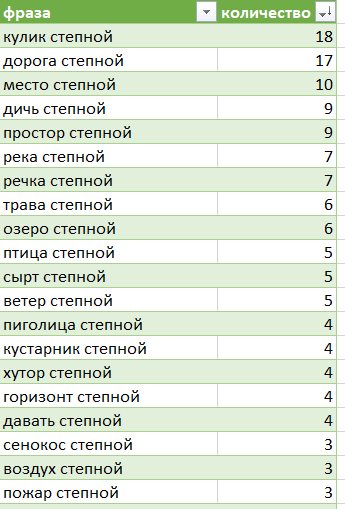 фраза количество
кулик степной 18
дорога степной 17
место степной 10
дичь степной 9
простор степной 9
река степной 7
речка степной 7
трава степной 6
озеро степной 6
птица степной 5
сырт степной 5
ветер степной 5
пиголица степной 4
кустарник степной 4
хутор степной 4
горизонт степной 4
давать степной 4
сенокос степной 3
воздух степной 3
пожар степной 3